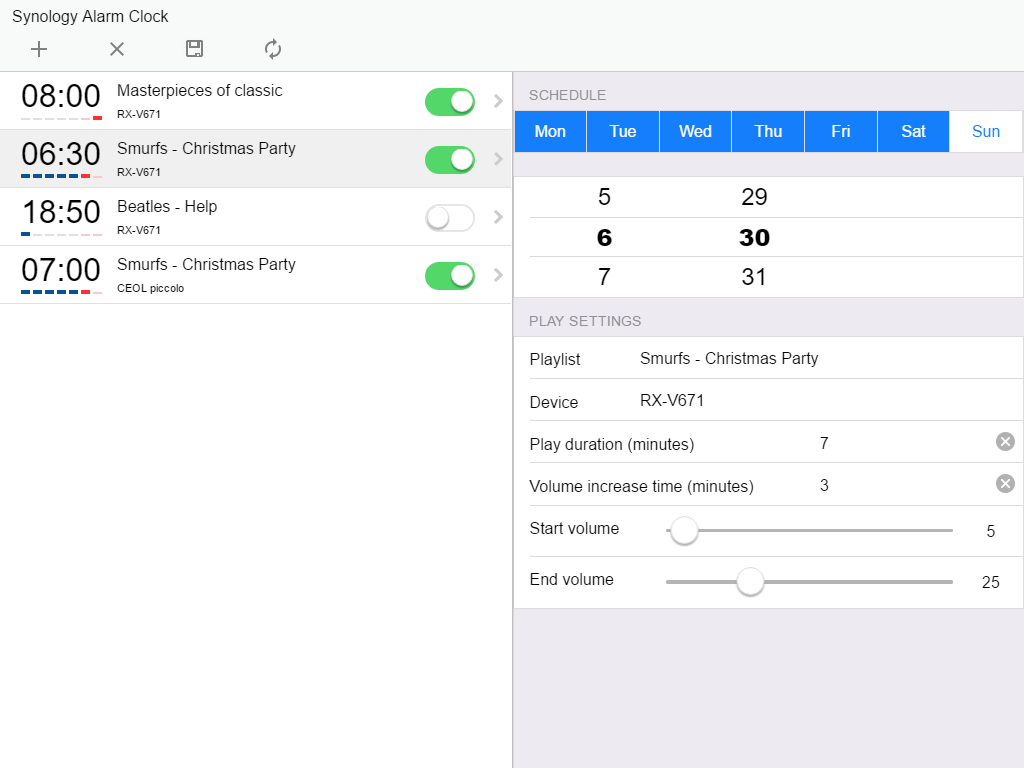 Synology Alarm Clock
08:00 Masterpieces of classic
RX-V671
06:30 Smurfs - Christmas Party
RX-V671
18:50 Beatles - Help
RX-V671
07:00 Smurfs - Christmas Party
CEOL piccolo
SCHEDULE
Mon Tue Wed Thu Fri Sat Sun
5 29
6 30
7 31
PLAY SETTINGS
Playlist Smurfs - Christmas Party
Device RX-V671
Play duration (minutes) 7
Volume increase time (minutes) 3
Start volume 5
End volume 25